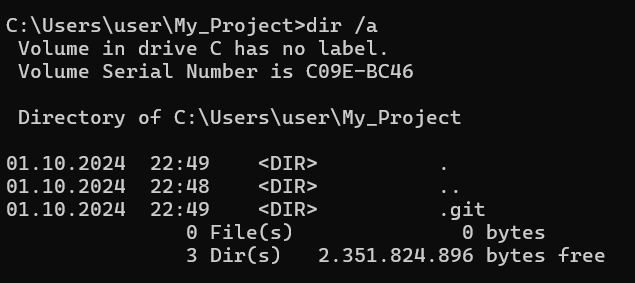 C:\Users\user\My_Project>dir /a
Volume in drive C has no label.
Volume Serial Number is C09E-BC46
Directory of C:\Users\user\My_Project
01.10.2024  22:49    <DIR>          .
01.10.2024  22:48    <DIR>          ..
01.10.2024  22:49    <DIR>          .git
0 File(s)              0 bytes
3 Dir(s)   2.351.824.896 bytes free